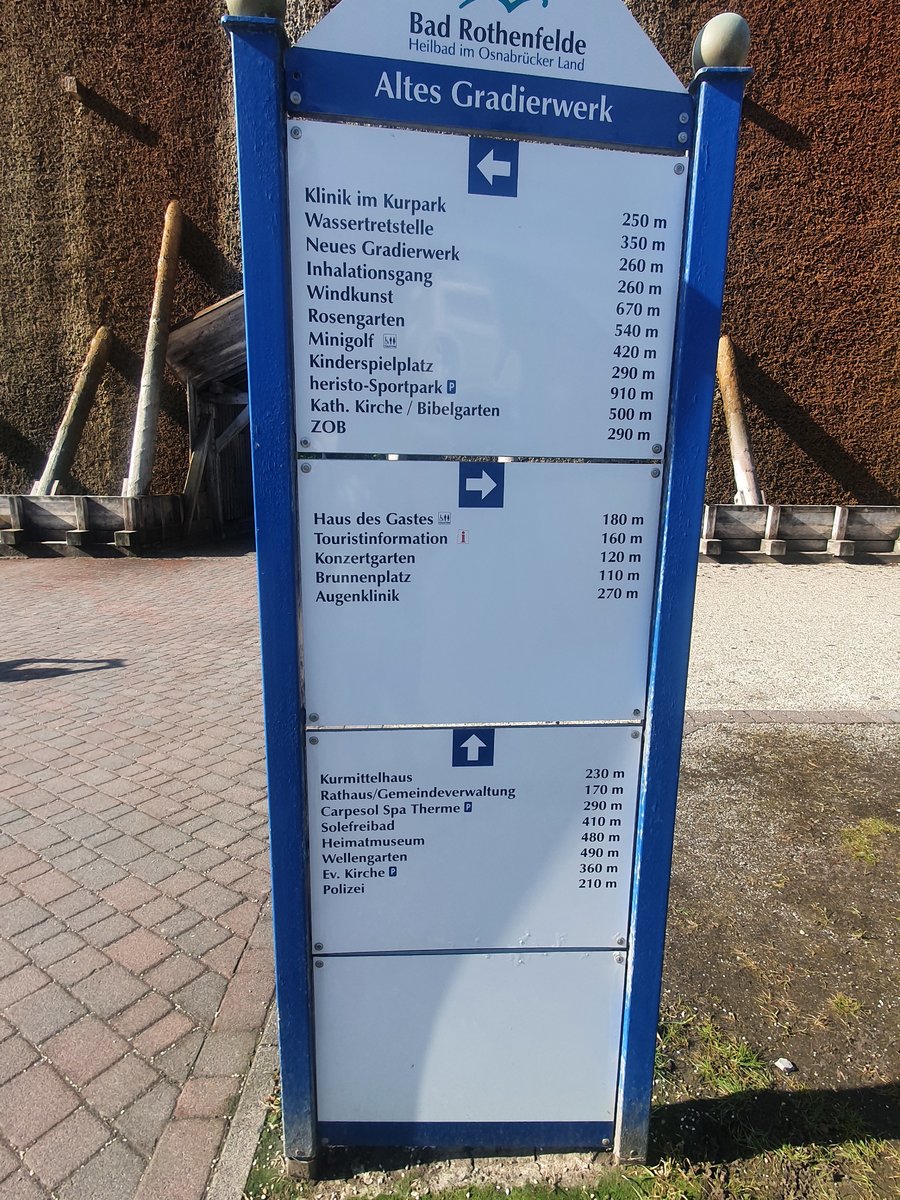 Bad Rothenfelde
Heilbad im Osnabrücker Land
Altes Gradierwerk
Klinik im Kurpark 250 m
Wassertretstelle 350 m
Neues Gradierwerk 260 m
Inhalationsgang 260 m
Windkunst 670 m
Rosengarten 540 m
Minigolf 420 m
Kinderspielplatz 290 m
heristo-Sportpark P 910 m
Kath. Kirche / Bibelgarten 500 m
ZOB 290 m
Haus des Gastes 180 m
Touristinformation i 160 m
Konzertgarten 120 m
Brunnenplatz 110 m
Augenklinik 270 m
Kurmittelhaus 230 m
Rathaus/Gemeindeverwaltung 170 m
Carpesol Spa Therme P 290 m
Solefreibad 410 m
Heimatmuseum 480 m
Wellengarten 490 m
Ev. Kirche P 360 m
Polizei 210 m